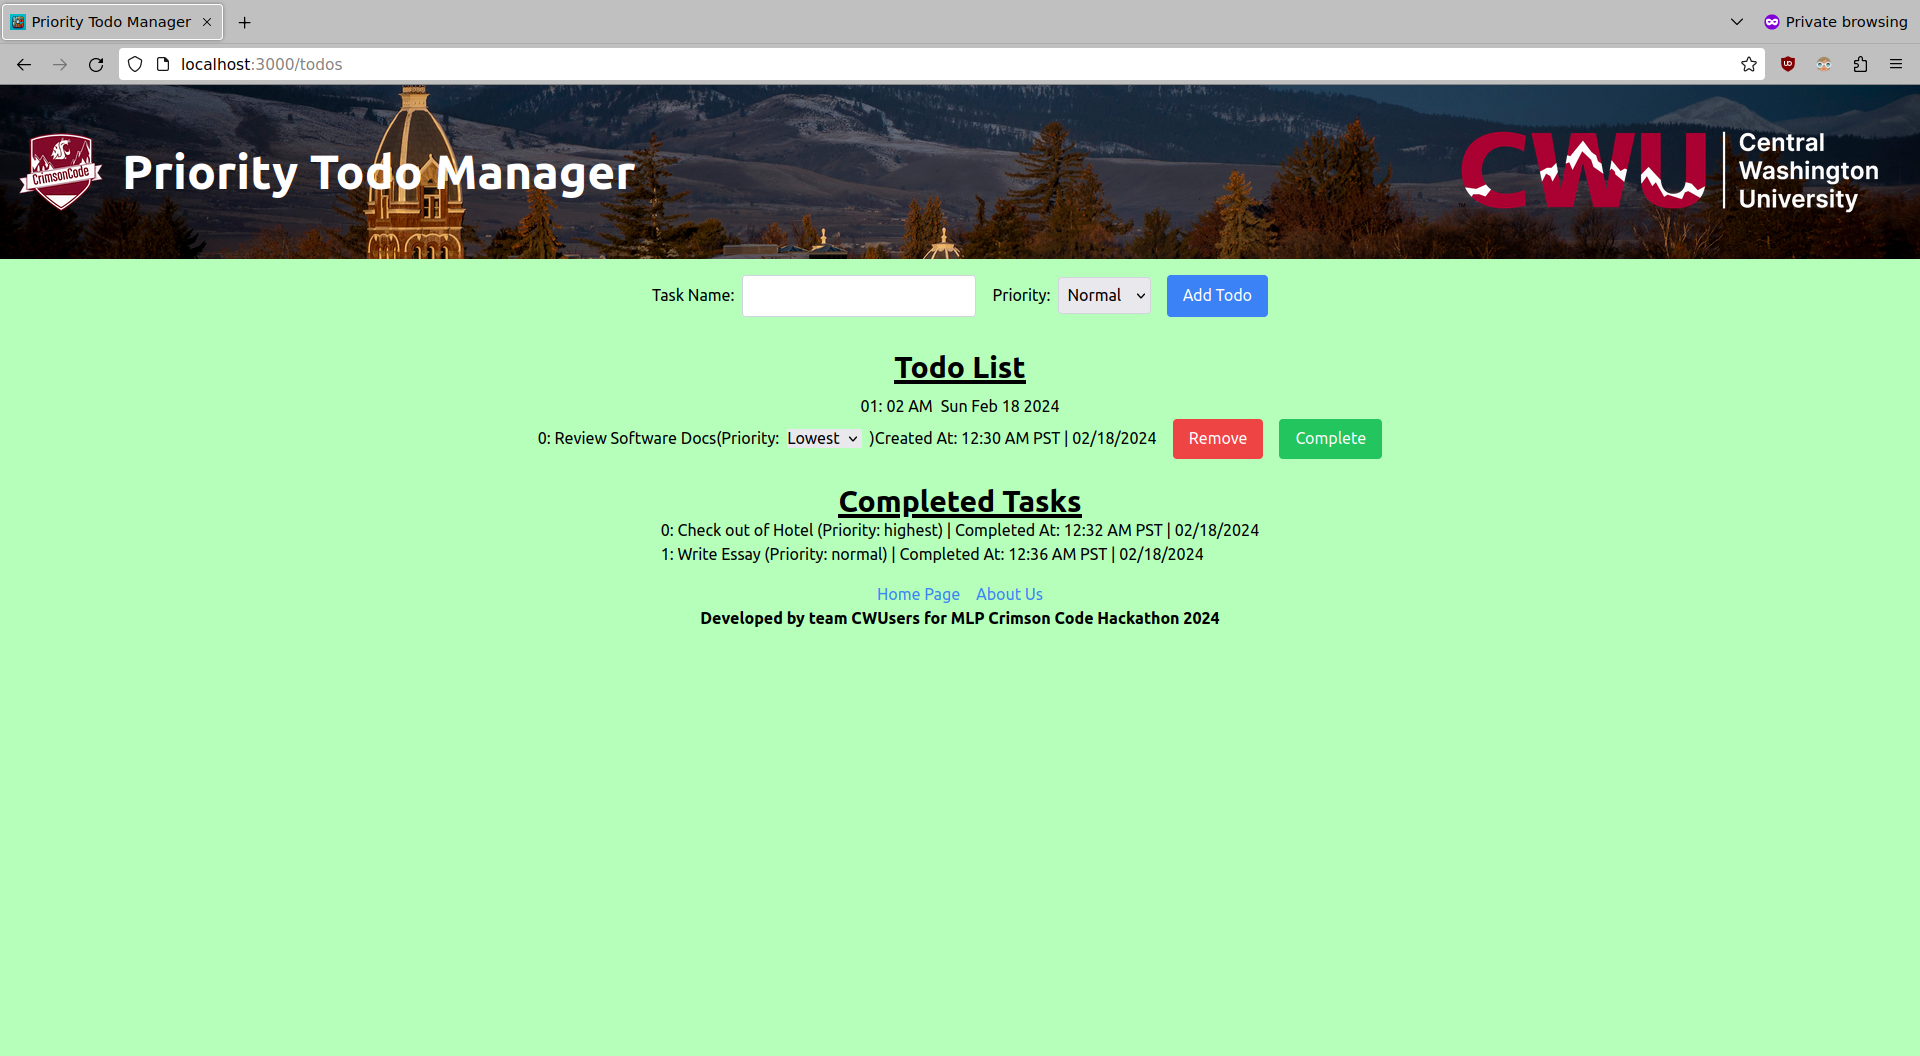 Priority Todo Manager
Private browsing
localhost:3000/todos
CrimsonCode
Priority Todo Manager
CWU
Central
Washington
University
Task Name:
Priority: Normal
Add Todo
Todo List
01: 02 AM  Sun Feb 18 2024
0: Review Software Docs(Priority: Lowest )Created At: 12:30 AM PST | 02/18/2024 Remove Complete
Completed Tasks
0: Check out of Hotel (Priority: highest) | Completed At: 12:32 AM PST | 02/18/2024
1: Write Essay (Priority: normal) | Completed At: 12:36 AM PST | 02/18/2024
Home Page About Us
Developed by team CWUsers for MLP Crimson Code Hackathon 2024